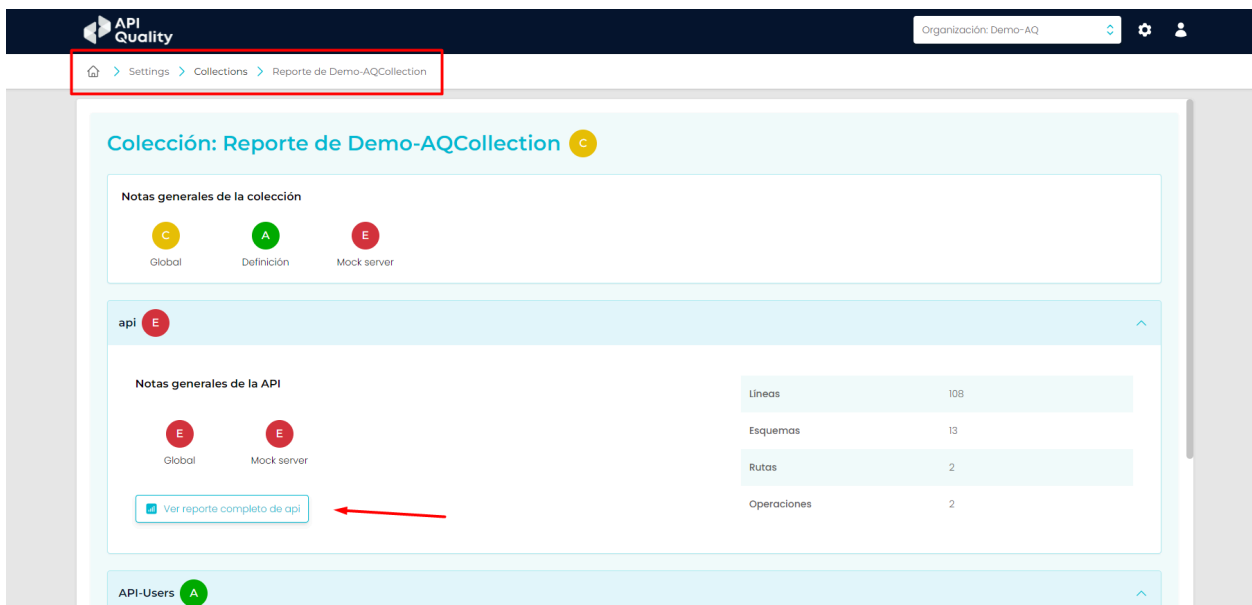 API
Quality
Organización: Demo-AQ
Settings > Collections > Reporte de Demo-AQCollection
Colección: Reporte de Demo-AQCollection C
Notas generales de la colección
C A E
Global Definición Mock server
api E
Notas generales de la API
E E
Global Mock server
Ver reporte completo de api
Líneas 108
Esquemas 13
Rutas 2
Operaciones 2
API-Users A